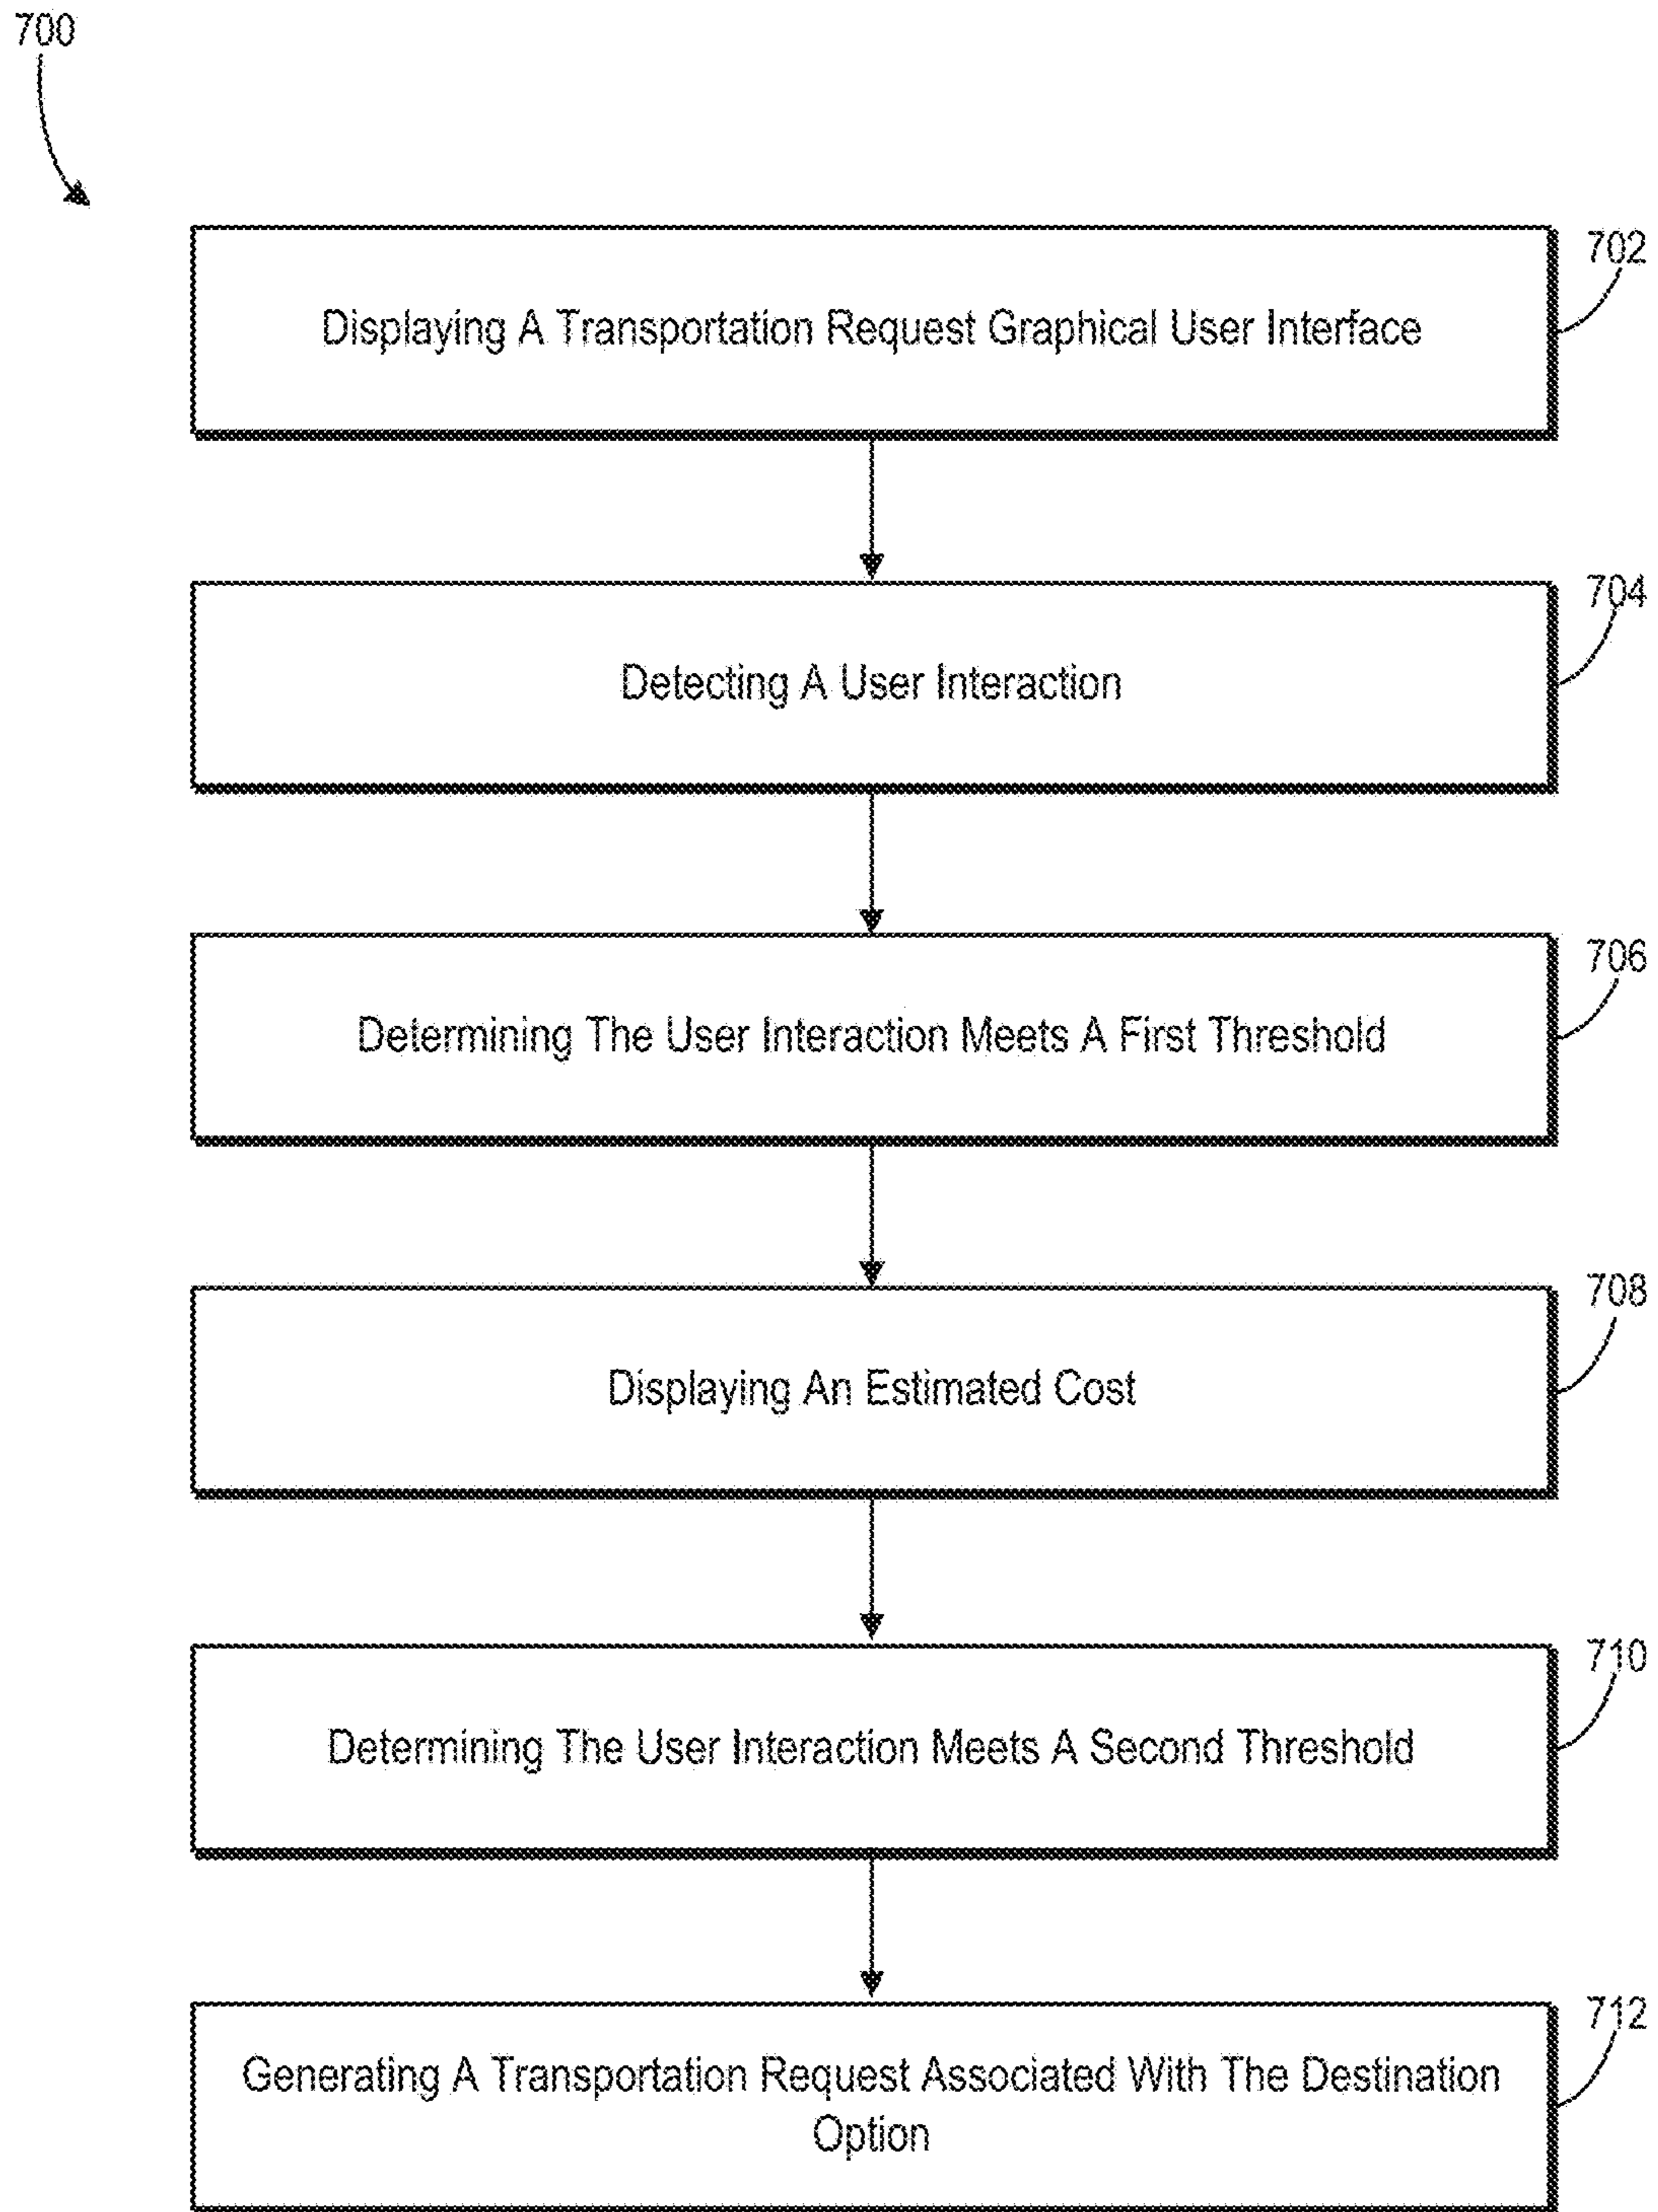 700
702
Displaying A Transportation Request Graphical User Interface
704
Detecting A User Interaction
706
Determining The User Interaction Meets A First Threshold
708
Displaying An Estimated Cost
710
Determining The User Interaction Meets A Second Threshold
712
Generating A Transportation Request Associated With The Destination
Option